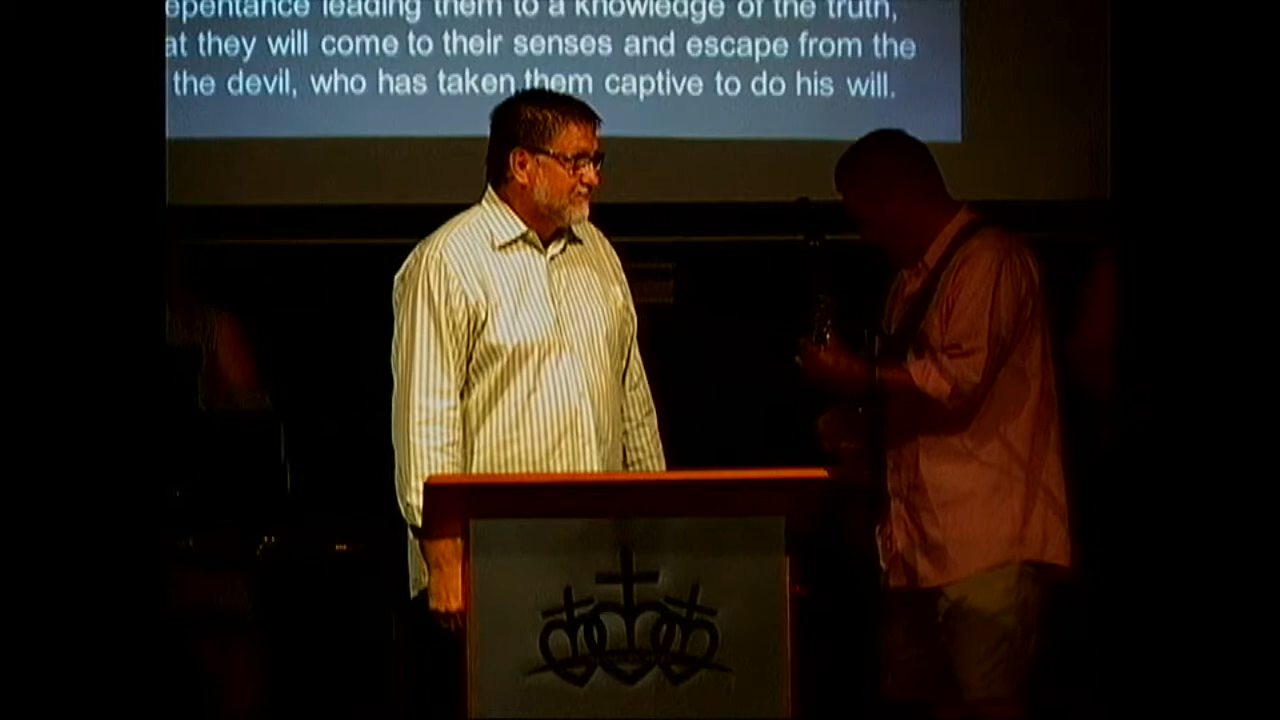 epentance leading them to a knowledge of the truth,
at they will come to their senses and escape from the
the devil, who has taken them captive to do his will.